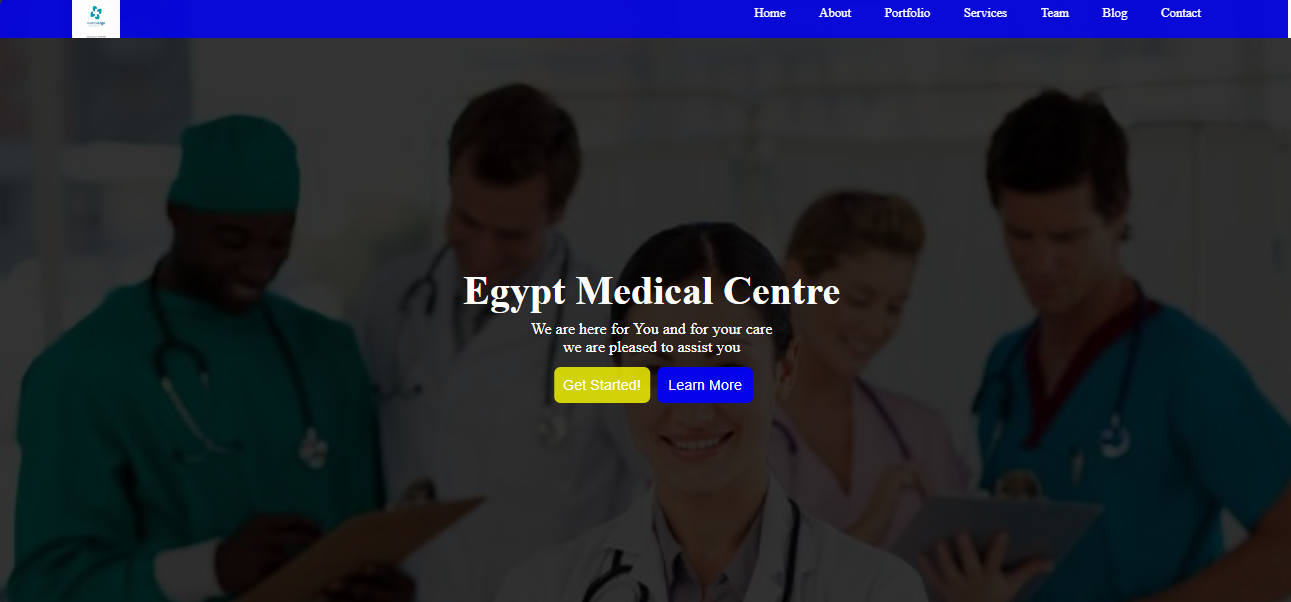 Home About Portfolio Services Team Blog Contact
Egypt Medical Centre
We are here for You and for your care
we are pleased to assist you
Get Started! Learn More